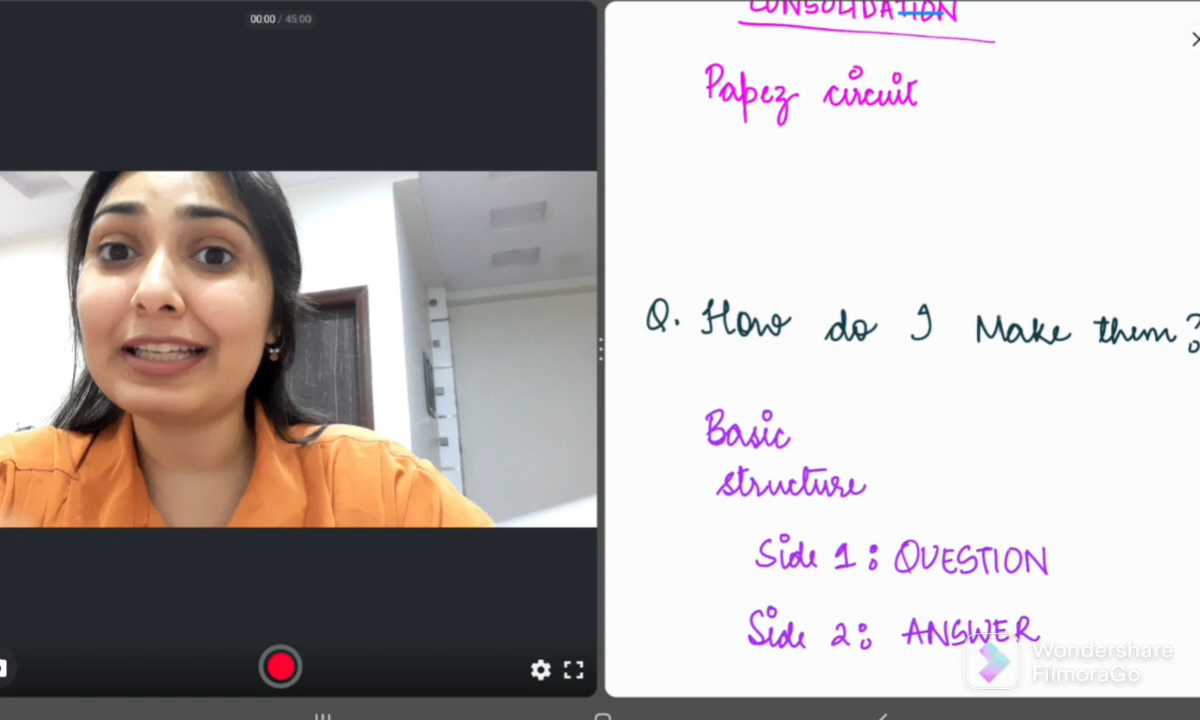 00:00 / 45:00
CONSOLIDATION
Papez circuit
Q. How do I Make them?
Basic
structure
Side 1: QUESTION
Side 2: ANSWER
Wondershare
FilmoraGo